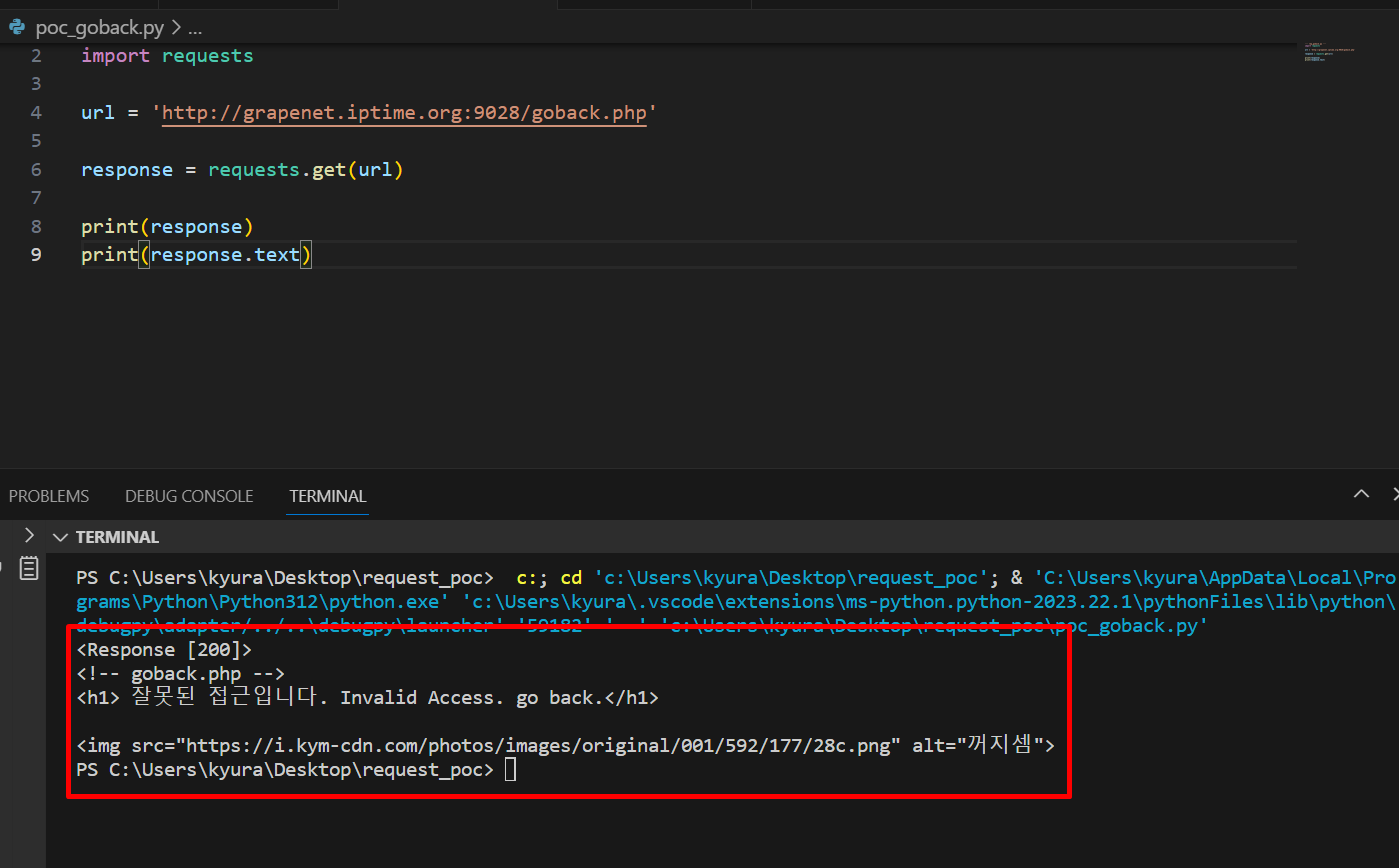 poc_goback.py > ...
2 import requests
3
4 url = 'http://grapenet.iptime.org:9028/goback.php'
5
6 response = requests.get(url)
7
8 print(response)
9 print(response.text)
PROBLEMS DEBUG CONSOLE TERMINAL
TERMINAL
PS C:\Users\kyura\Desktop\request_poc> c:; cd 'c:\Users\kyura\Desktop\request_poc'; & 'C:\Users\kyura\AppData\Local\Pro
grams\Python\Python312\python.exe' 'c:\Users\kyura\.vscode\extensions\ms-python.python-2023.22.1\pythonFiles\lib\python\
debugpy\adapter/../..\debugpy\launcher' '59182' '--' 'c:\Users\kyura\Desktop\request_poc\poc_goback.py'
<Response [200]>
<!-- goback.php -->
<h1> 잘못된 접근입니다. Invalid Access. go back.</h1>
<img src="https://i.kym-cdn.com/photos/images/original/001/592/177/28c.png" alt="꺼지셈">
PS C:\Users\kyura\Desktop\request_poc>